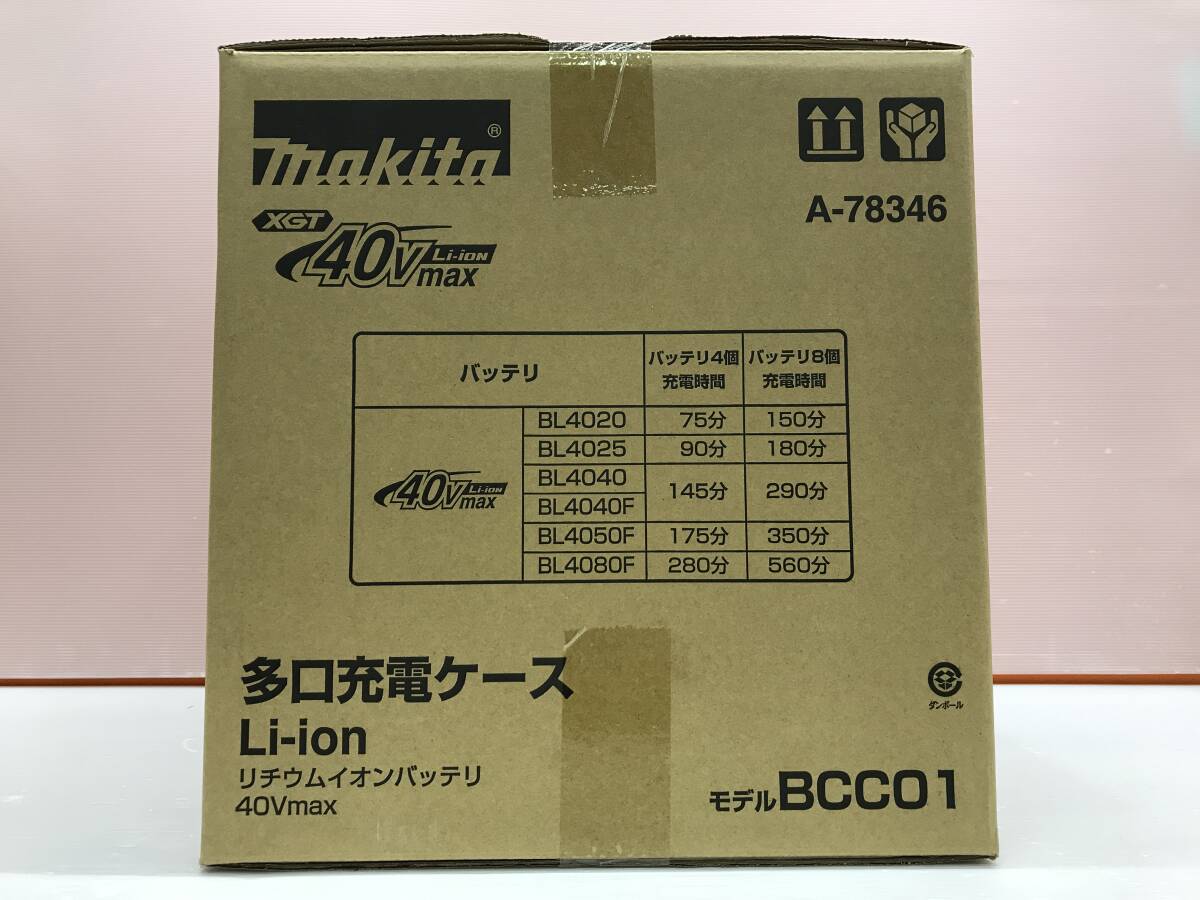 makita®
A-78346
XGT
40Vmax Li-ion
バッテリ
バッテリ4個 充電時間
バッテリ8個 充電時間
40Vmax Li-ion
BL4020 75分 150分
BL4025 90分 180分
BL4040
145分 290分
BL4040F
BL4050F 175分 350分
BL4080F 280分 560分
多口充電ケース
Li-ion
リチウムイオンバッテリ
40Vmax
ダンボール
モデルBCC01